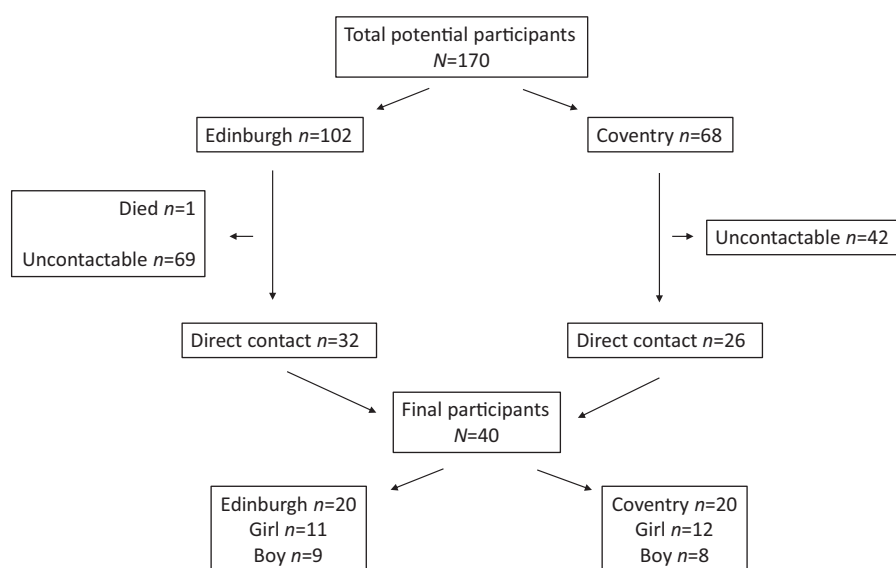 Total potential participants
N=170
Edinburgh n=102
Coventry n=68
Died n=1
Uncontactable n=69
Uncontactable n=42
Direct contact n=32
Direct contact n=26
Final participants
N=40
Edinburgh n=20
Girl n=11
Boy n=9
Coventry n=20
Girl n=12
Boy n=8